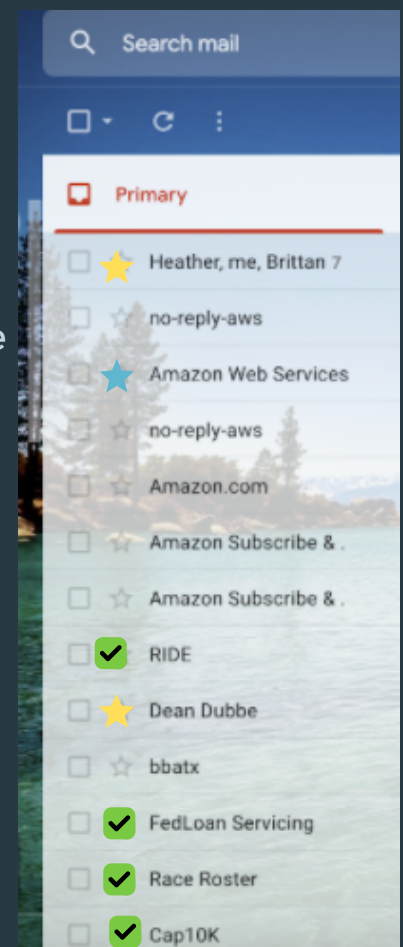 Search mail
Primary
Heather, me, Brittan 7
no-reply-aws
Amazon Web Services
no-reply-aws
Amazon.com
Amazon Subscribe & .
Amazon Subscribe & .
RIDE
Dean Dubbe
bbatx
FedLoan Servicing
Race Roster
Cap10K